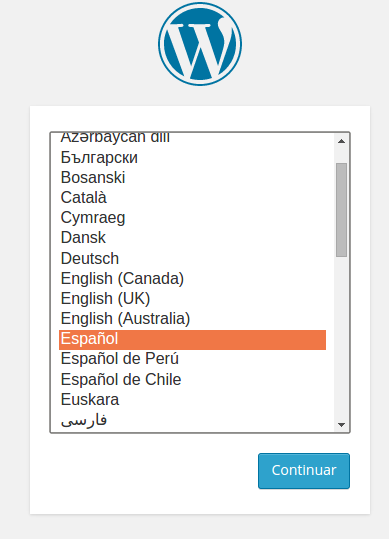 Azərbaycan dili
Български
Bosanski
Català
Cymraeg
Dansk
Deutsch
English (Canada)
English (UK)
English (Australia)
Español
Español de Perú
Español de Chile
Euskara
فارسی
Continuar